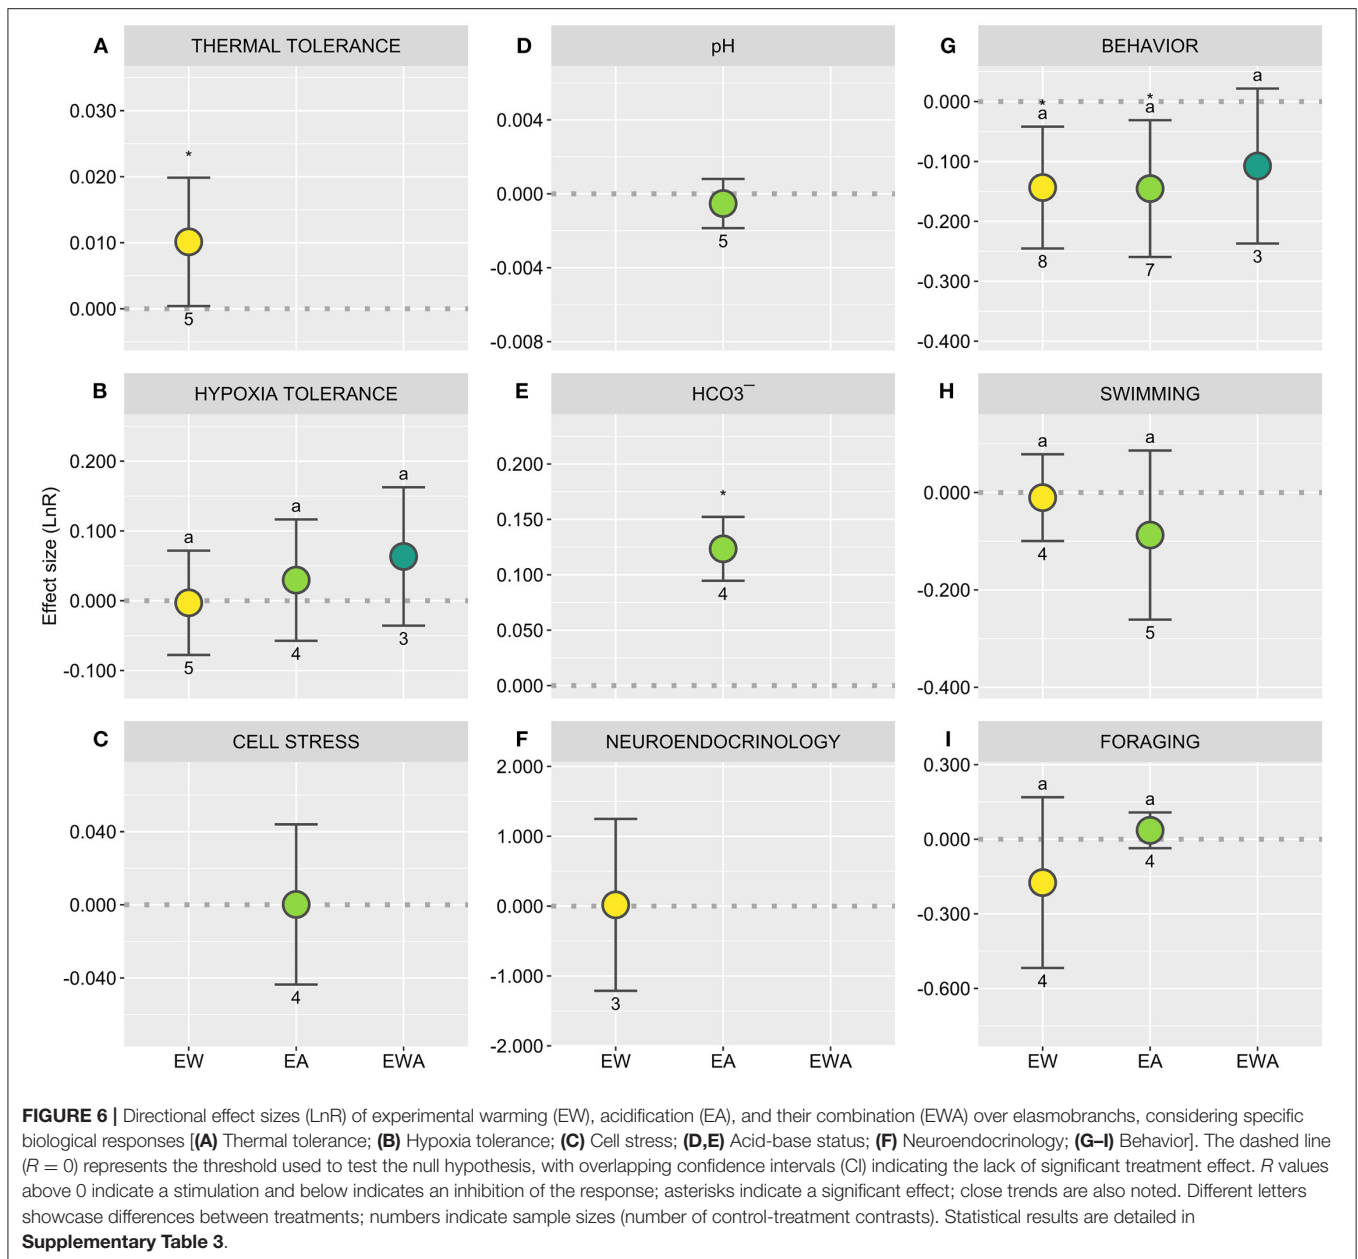 A
THERMAL TOLERANCE
0.030
0.020
0.010
0.000
*
5
D
pH
0.004
0.000
-0.004
-0.008
5
G
BEHAVIOR
0.000
-0.100
-0.200
-0.300
-0.400
* * a
a a
8 7 3
B
HYPOXIA TOLERANCE
0.200
0.100
0.000
-0.100
Effect size (LnR)
a a a
5 4 3
E
HCO3⁻
0.200
0.150
0.100
0.050
0.000
*
4
H
SWIMMING
0.000
-0.200
-0.400
a a
4 5
C
CELL STRESS
0.040
0.000
-0.040
4
EW EA EWA
F
NEUROENDOCRINOLOGY
2.000
1.000
0.000
-1.000
-2.000
3
EW EA EWA
I
FORAGING
0.300
0.000
-0.300
-0.600
a a
4 4
EW EA EWA
FIGURE 6 | Directional effect sizes (LnR) of experimental warming (EW), acidification (EA), and their combination (EWA) over elasmobranchs, considering specific
biological responses [(A) Thermal tolerance; (B) Hypoxia tolerance; (C) Cell stress; (D,E) Acid-base status; (F) Neuroendocrinology; (G–I) Behavior]. The dashed line
(R = 0) represents the threshold used to test the null hypothesis, with overlapping confidence intervals (CI) indicating the lack of significant treatment effect. R values
above 0 indicate a stimulation and below indicates an inhibition of the response; asterisks indicate a significant effect; close trends are also noted. Different letters
showcase differences between treatments; numbers indicate sample sizes (number of control-treatment contrasts). Statistical results are detailed in
Supplementary Table 3.